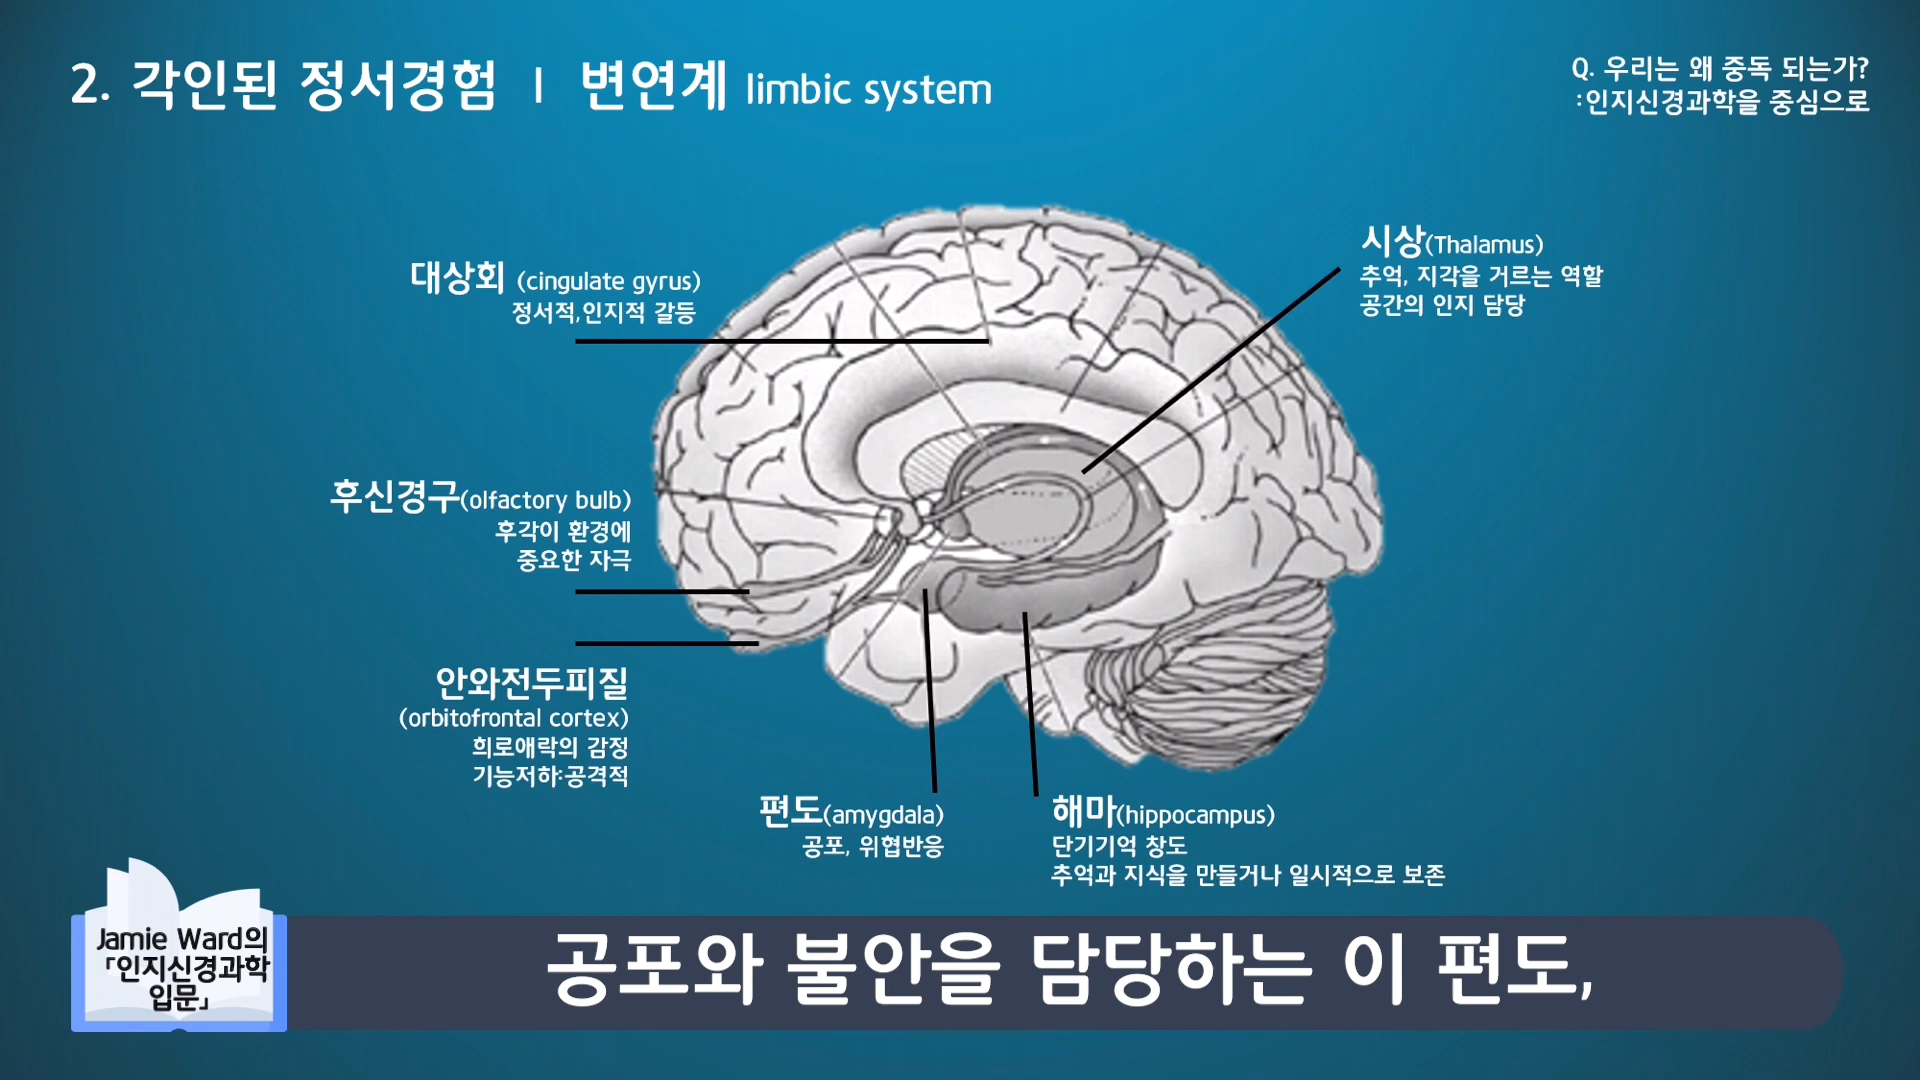 2. 각인된 정서경험 | 변연계 limbic system
Q. 우리는 왜 중독 되는가?
:인지신경과학을 중심으로
대상회 (cingulate gyrus)
정서적,인지적 갈등
시상(Thalamus)
추억, 지각을 거르는 역할
공간의 인지 담당
후신경구(olfactory bulb)
후각이 환경에
중요한 자극
안와전두피질
(orbitofrontal cortex)
희로애락의 감정
기능저하:공격적
편도(amygdala)
공포, 위협반응
해마(hippocampus)
단기기억 창도
추억과 지식을 만들거나 일시적으로 보존
Jamie Ward의
「인지신경과학
입문」
공포와 불안을 담당하는 이 편도,